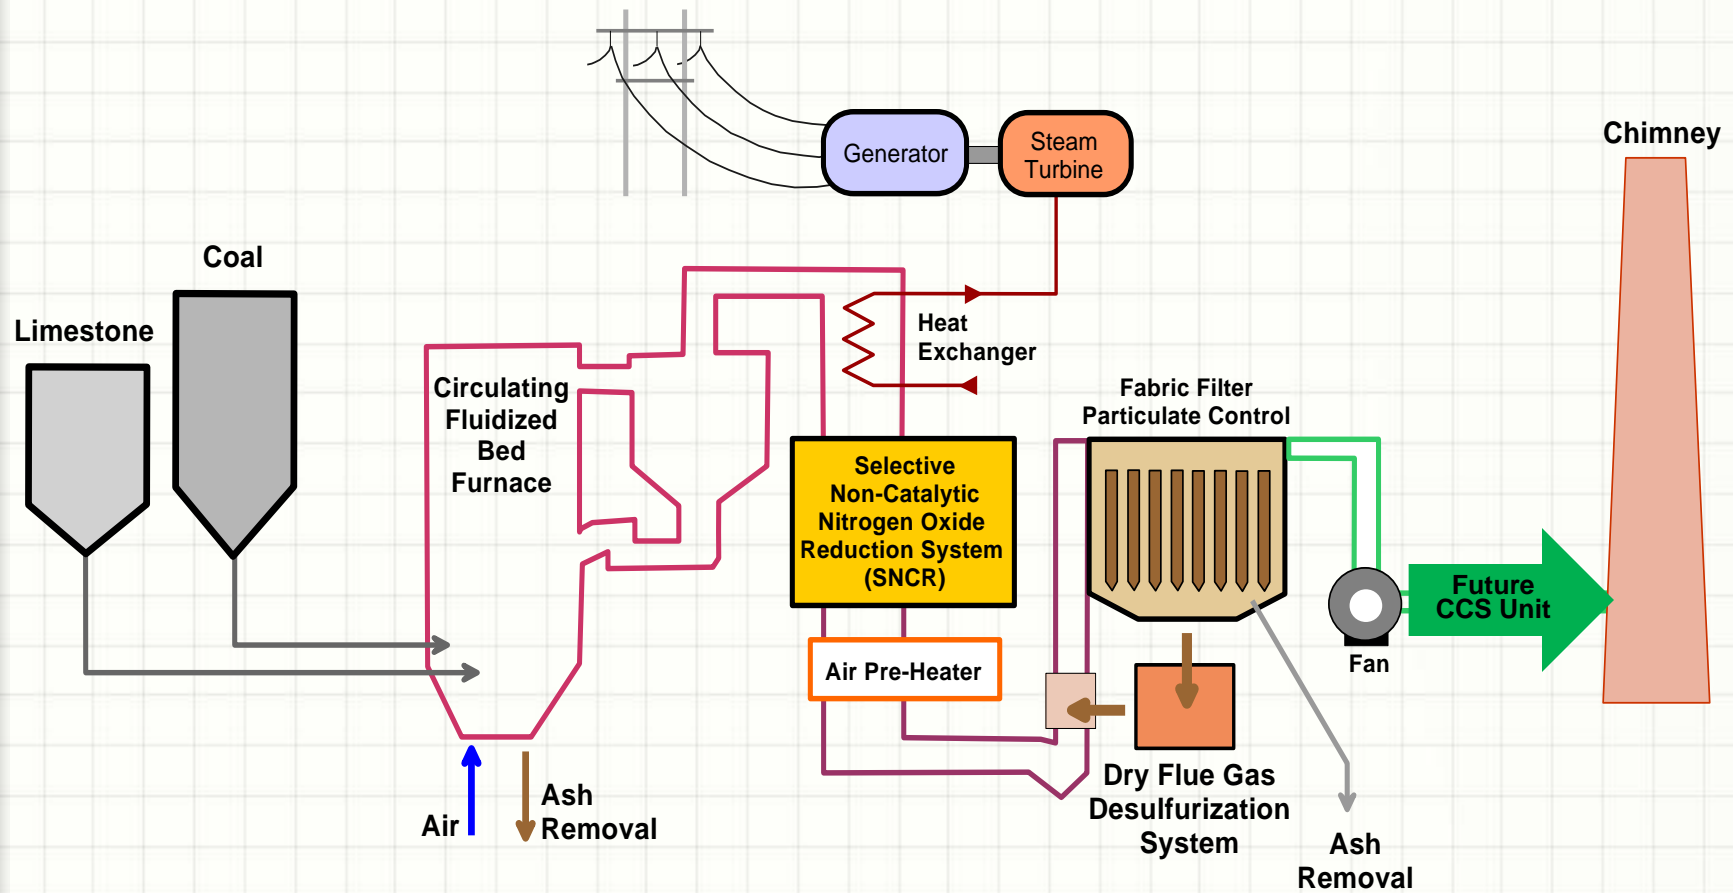 Generator
Steam
Turbine
Chimney
Coal
Limestone
Heat
Exchanger
Circulating
Fluidized
Bed
Furnace
Fabric Filter
Particulate Control
Selective
Non-Catalytic
Nitrogen Oxide
Reduction System
(SNCR)
Future
CCS Unit
Fan
Air Pre-Heater
Dry Flue Gas
Desulfurization
System
Air
Ash
Removal
Ash
Removal